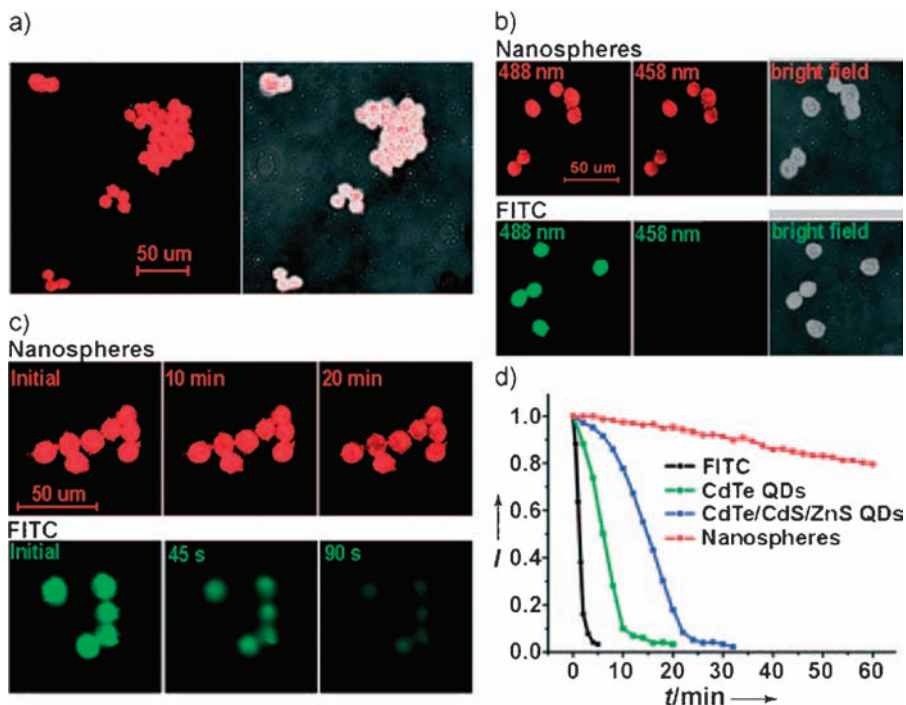 a)
50 um
b)
Nanospheres
488 nm 458 nm bright field
50 um
FITC
488 nm 458 nm bright field
c)
Nanospheres
Initial 10 min 20 min
50 um
FITC
Initial 45 s 90 s
d)
1.0
0.8
0.6
0.4
0.2
0.0
I
FITC
CdTe QDs
CdTe/CdS/ZnS QDs
Nanospheres
0 10 20 30 40 50 60
t/min